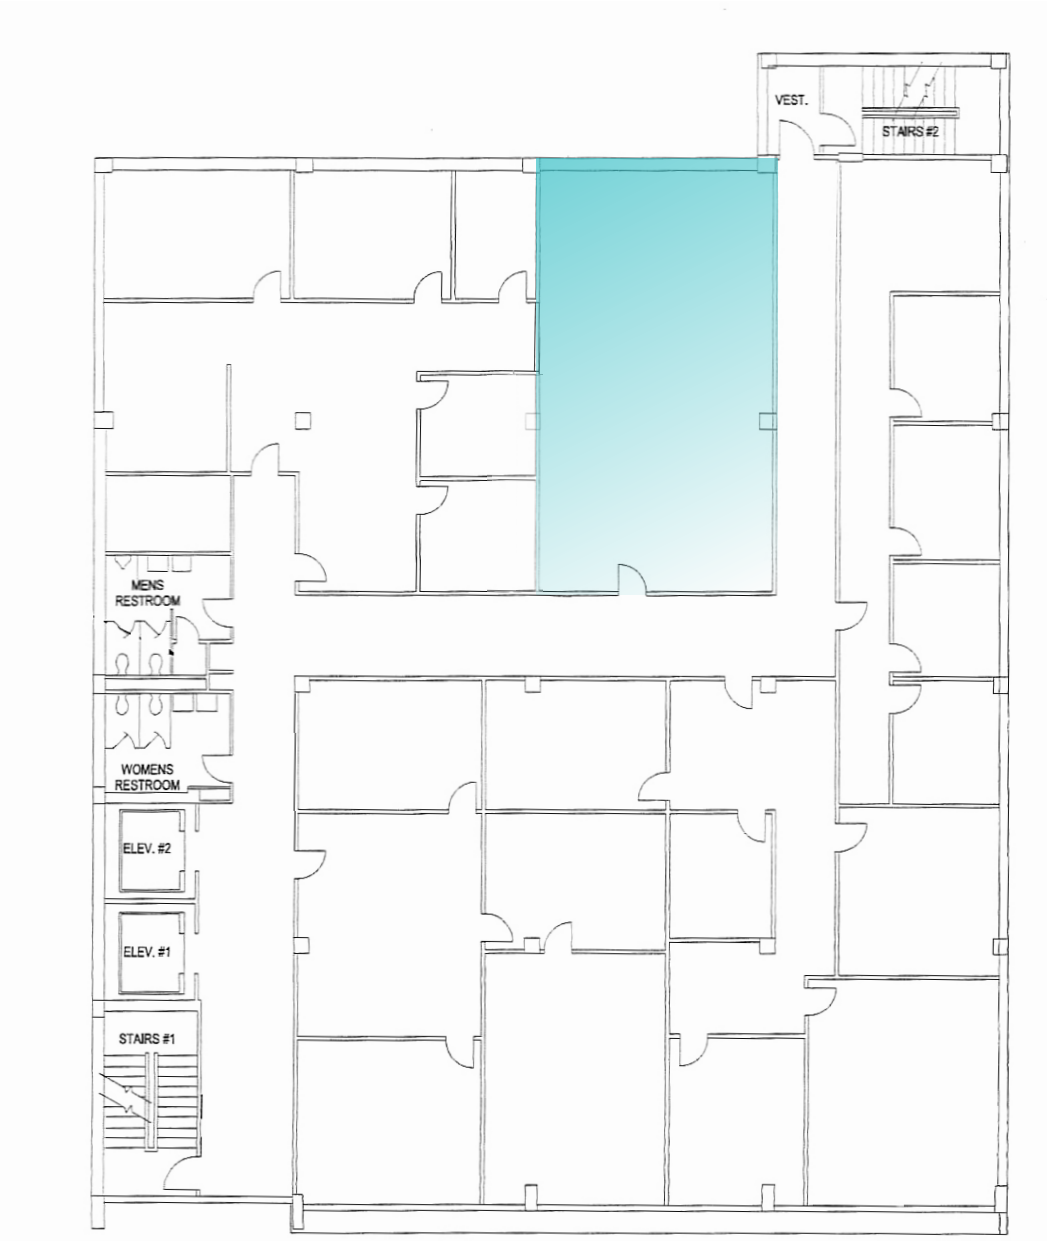 VEST.
STAIRS #2
MENS
RESTROOM
WOMENS
RESTROOM
ELEV. #2
ELEV. #1
STAIRS #1